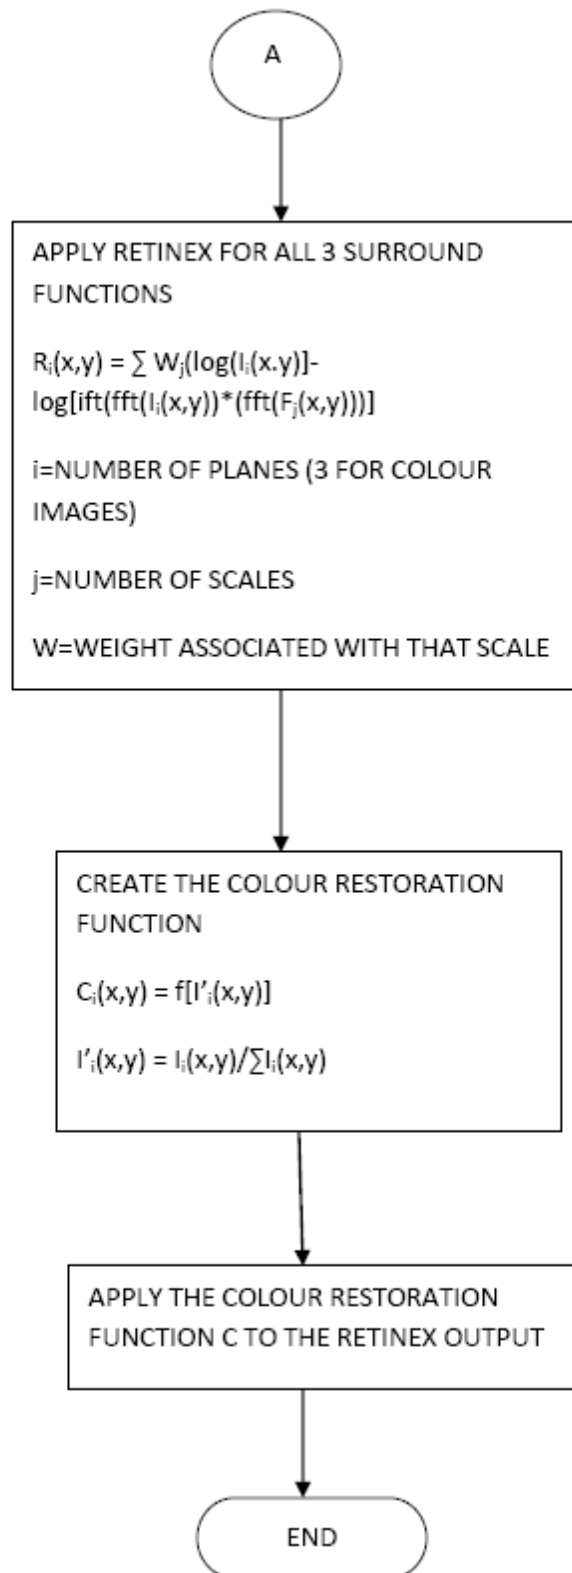 A
APPLY RETINEX FOR ALL 3 SURROUND
FUNCTIONS
Rᵢ(x,y) = ∑ Wⱼ(log(Iᵢ(x.y)]-
log[ift(fft(Iᵢ(x,y))*(fft(Fⱼ(x,y)))]
i=NUMBER OF PLANES (3 FOR COLOUR
IMAGES)
j=NUMBER OF SCALES
W=WEIGHT ASSOCIATED WITH THAT SCALE
CREATE THE COLOUR RESTORATION
FUNCTION
Cᵢ(x,y) = f[I’ᵢ(x,y)]
I’ᵢ(x,y) = Iᵢ(x,y)/∑Iᵢ(x,y)
APPLY THE COLOUR RESTORATION
FUNCTION C TO THE RETINEX OUTPUT
END